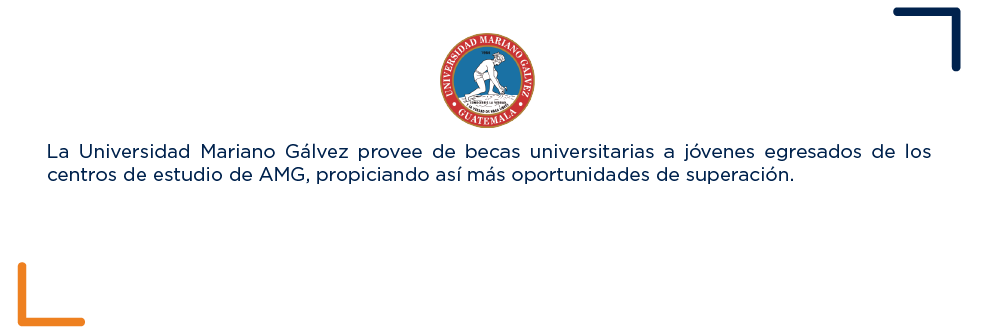 UNIVERSIDAD MARIANO GALVEZ
GUATEMALA
La Universidad Mariano Gálvez provee de becas universitarias a jóvenes egresados de los
centros de estudio de AMG, propiciando así más oportunidades de superación.